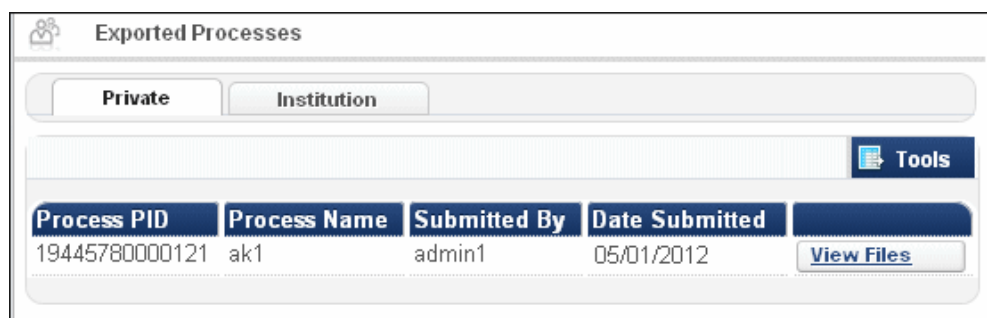 Exported Processes
Private Institution
Tools
Process PID Process Name Submitted By Date Submitted
19445780000121 ak1 admin1 05/01/2012 View Files